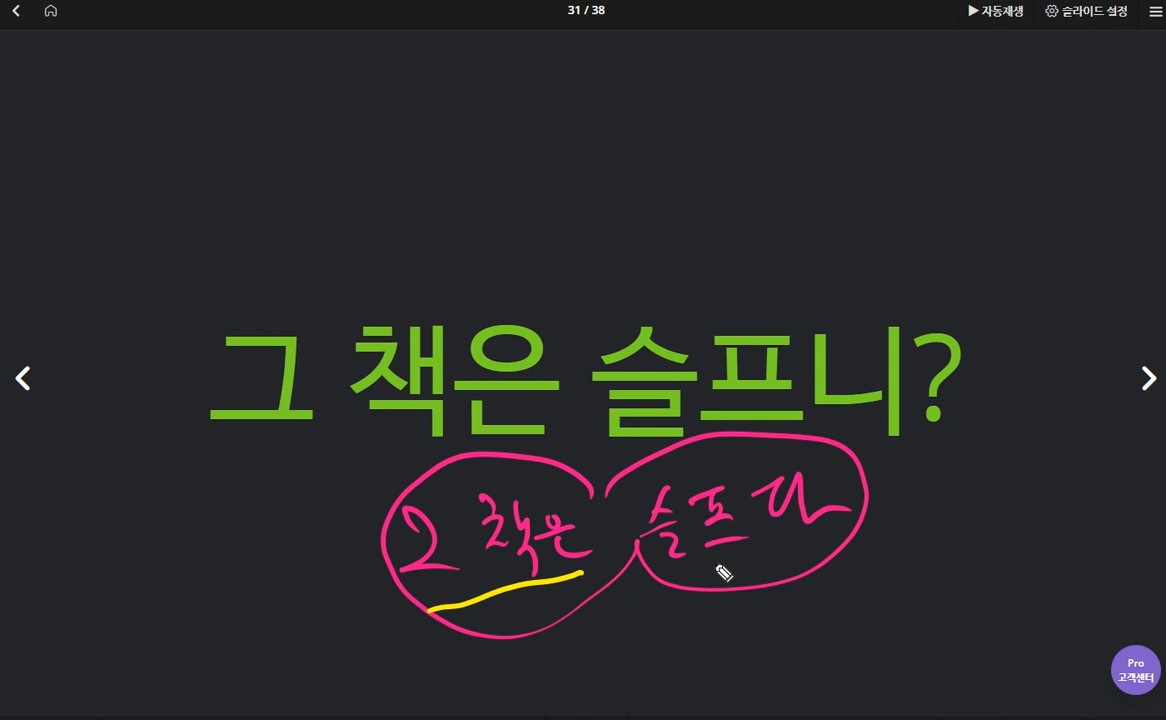 31 / 38
▶ 자동재생
슬라이드 설정
그 책은 슬프니?
그 책은 슬프다
Pro
고객센터